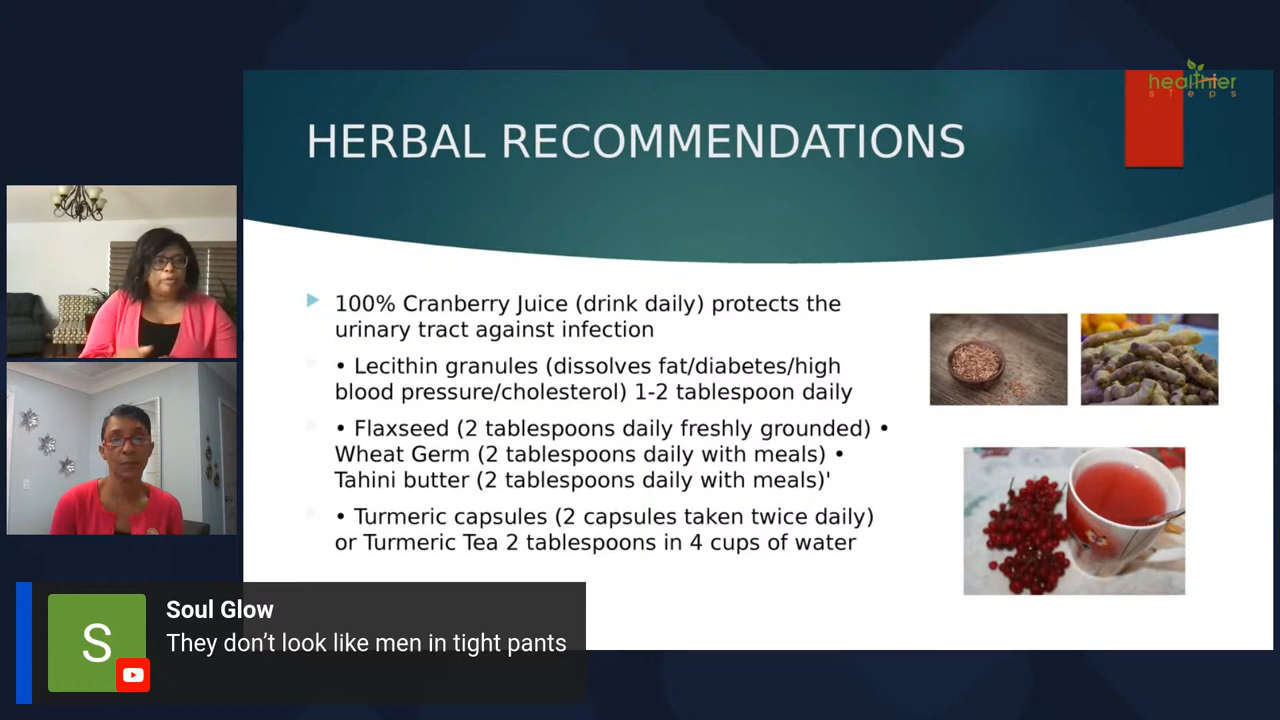 healthier
steps
HERBAL RECOMMENDATIONS
100% Cranberry Juice (drink daily) protects the
urinary tract against infection
• Lecithin granules (dissolves fat/diabetes/high
blood pressure/cholesterol) 1-2 tablespoon daily
• Flaxseed (2 tablespoons daily freshly grounded) •
Wheat Germ (2 tablespoons daily with meals) •
Tahini butter (2 tablespoons daily with meals)'
• Turmeric capsules (2 capsules taken twice daily)
or Turmeric Tea 2 tablespoons in 4 cups of water
S
Soul Glow
They don’t look like men in tight pants